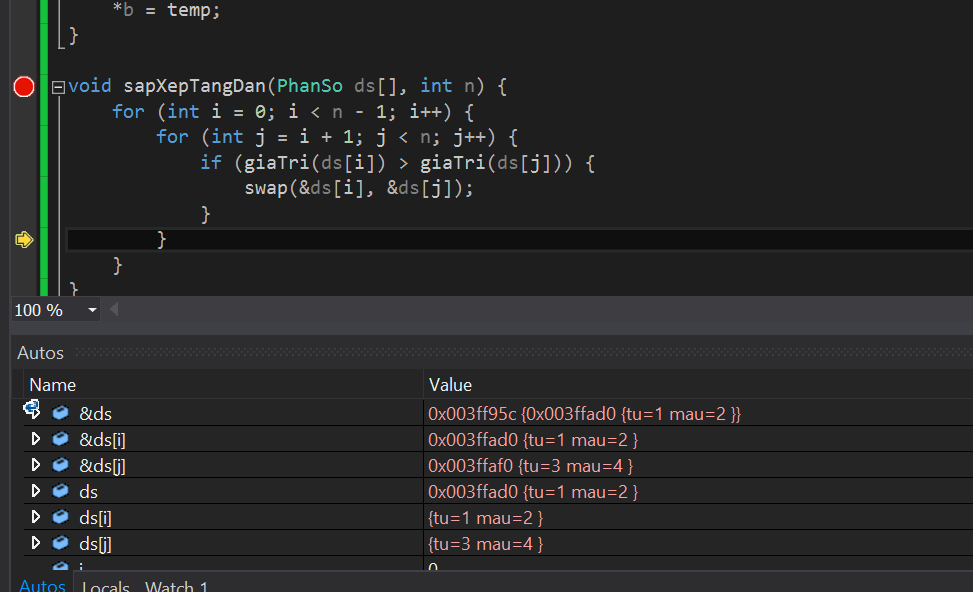 *b = temp;
}
void sapXepTangDan(PhanSo ds[], int n) {
for (int i = 0; i < n - 1; i++) {
for (int j = i + 1; j < n; j++) {
if (giaTri(ds[i]) > giaTri(ds[j])) {
swap(&ds[i], &ds[j]);
}
}
}
}
100 %
Autos
Name Value
&ds 0x003ff95c {0x003ffad0 {tu=1 mau=2 }}
&ds[i] 0x003ffad0 {tu=1 mau=2 }
&ds[j] 0x003ffaf0 {tu=3 mau=4 }
ds 0x003ffad0 {tu=1 mau=2 }
ds[i] {tu=1 mau=2 }
ds[j] {tu=3 mau=4 }
Autos Locals Watch 1